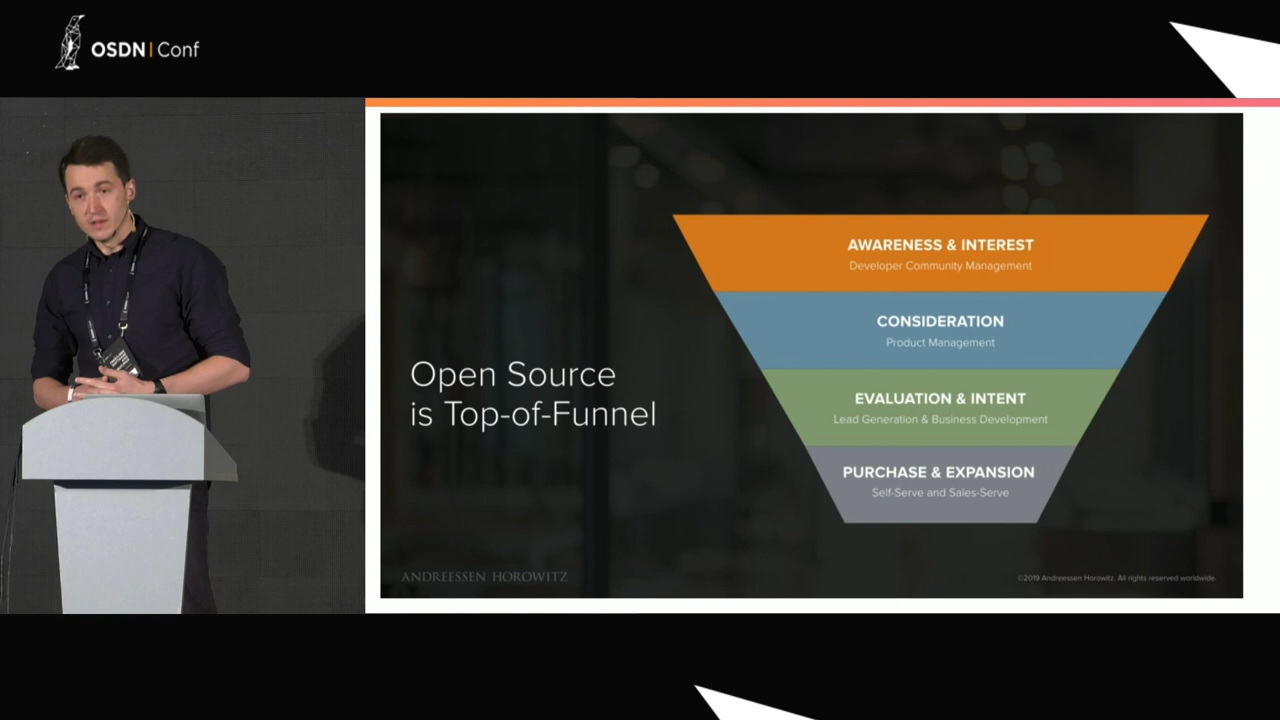 OSDN | Conf
Open Source
is Top-of-Funnel
AWARENESS & INTEREST
Developer Community Management
CONSIDERATION
Product Management
EVALUATION & INTENT
Lead Generation & Business Development
PURCHASE & EXPANSION
Self-Serve and Sales-Serve
ANDREESSEN HOROWITZ
©2019 Andreessen Horowitz. All rights reserved worldwide.